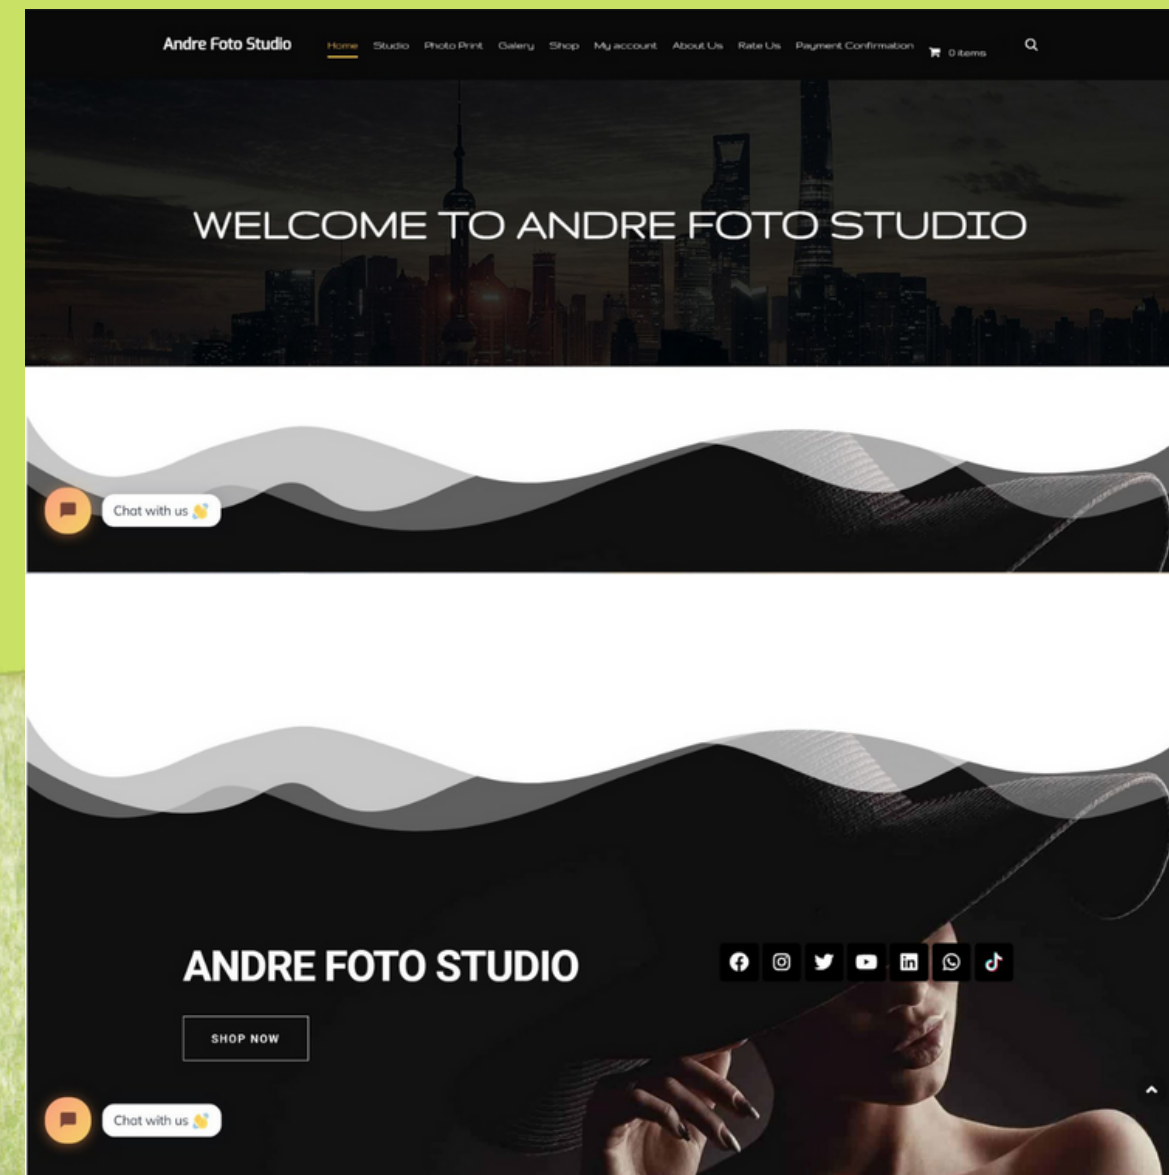 Andre Foto Studio Home Studio Photo Print Galery Shop My account About Us Rate Us Payment Confirmation 0 items
WELCOME TO ANDRE FOTO STUDIO
Chat with us 👋
ANDRE FOTO STUDIO
SHOP NOW
Chat with us 👋